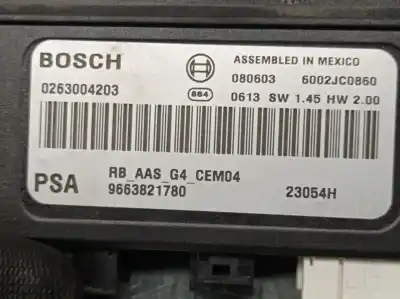 BOSCH
ASSEMBLED IN MEXICO
080603 6002JC0860
0263004203
884 0613 SW 1.45 HW 2.00
RB_AAS_G4_CEM04
PSA 9663821780 23054H